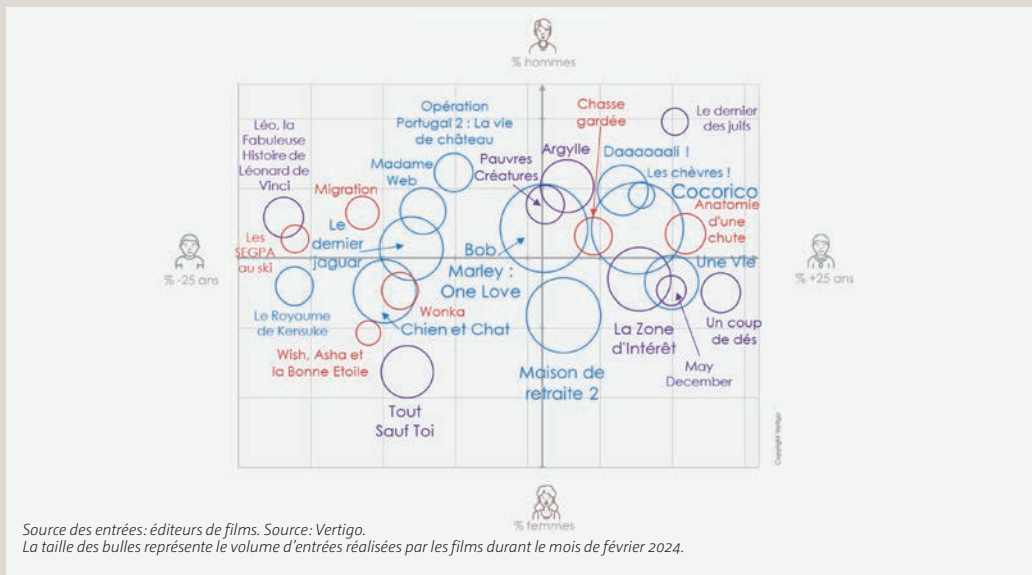 % hommes
Opération
Portugal 2 : La vie
de château
Chasse
gardée
Le dernier
des juifs
Léo, la
Fabuleuse
Histoire de
Léonard de
Vinci
Madame
Web
Pauvres
Créatures
Argylle
Daaaaaali !
Les chèvres !
Cocorico
Migration
Anatomie
d'une
chute
Les
SEGPA
au ski
Le
dernier
jaguar
Bob
Marley :
One Love
Une Vie
% -25 ans
% +25 ans
Le Royaume
de Kensuke
Wonka
Chien et Chat
La Zone
d'Intérêt
Un coup
de dés
Wish, Asha et
la Bonne Etoile
Maison de
retraite 2
May
December
Tout
Sauf Toi
Copyright Vertigo
% femmes
Source des entrées: éditeurs de films. Source: Vertigo.
La taille des bulles représente le volume d'entrées réalisées par les films durant le mois de février 2024.